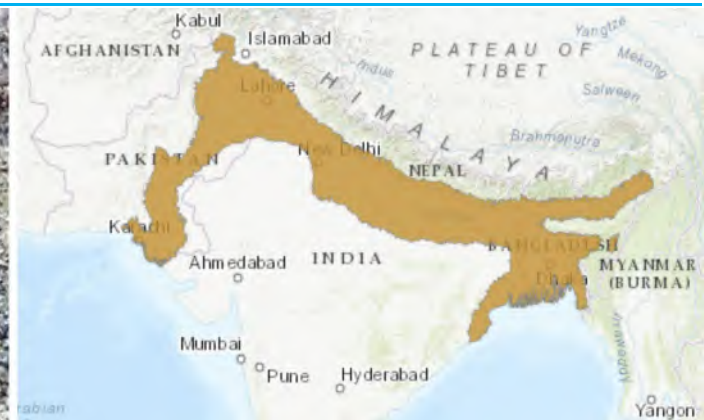 Kabul
Islamabad
AFGHANISTAN
PLATEAU OF
TIBET
Yangtze
Mekong
Salween
Indus
Lahore
HIMALAYA
Brahmaputra
New Delhi
PAKISTAN
NEPAL
Karachi
BANGLADESH
Dhaka
Ahmedabad
INDIA
MYANMAR
(BURMA)
Irrawaddy
Mumbai
Pune
Hyderabad
Arabian
Yangon